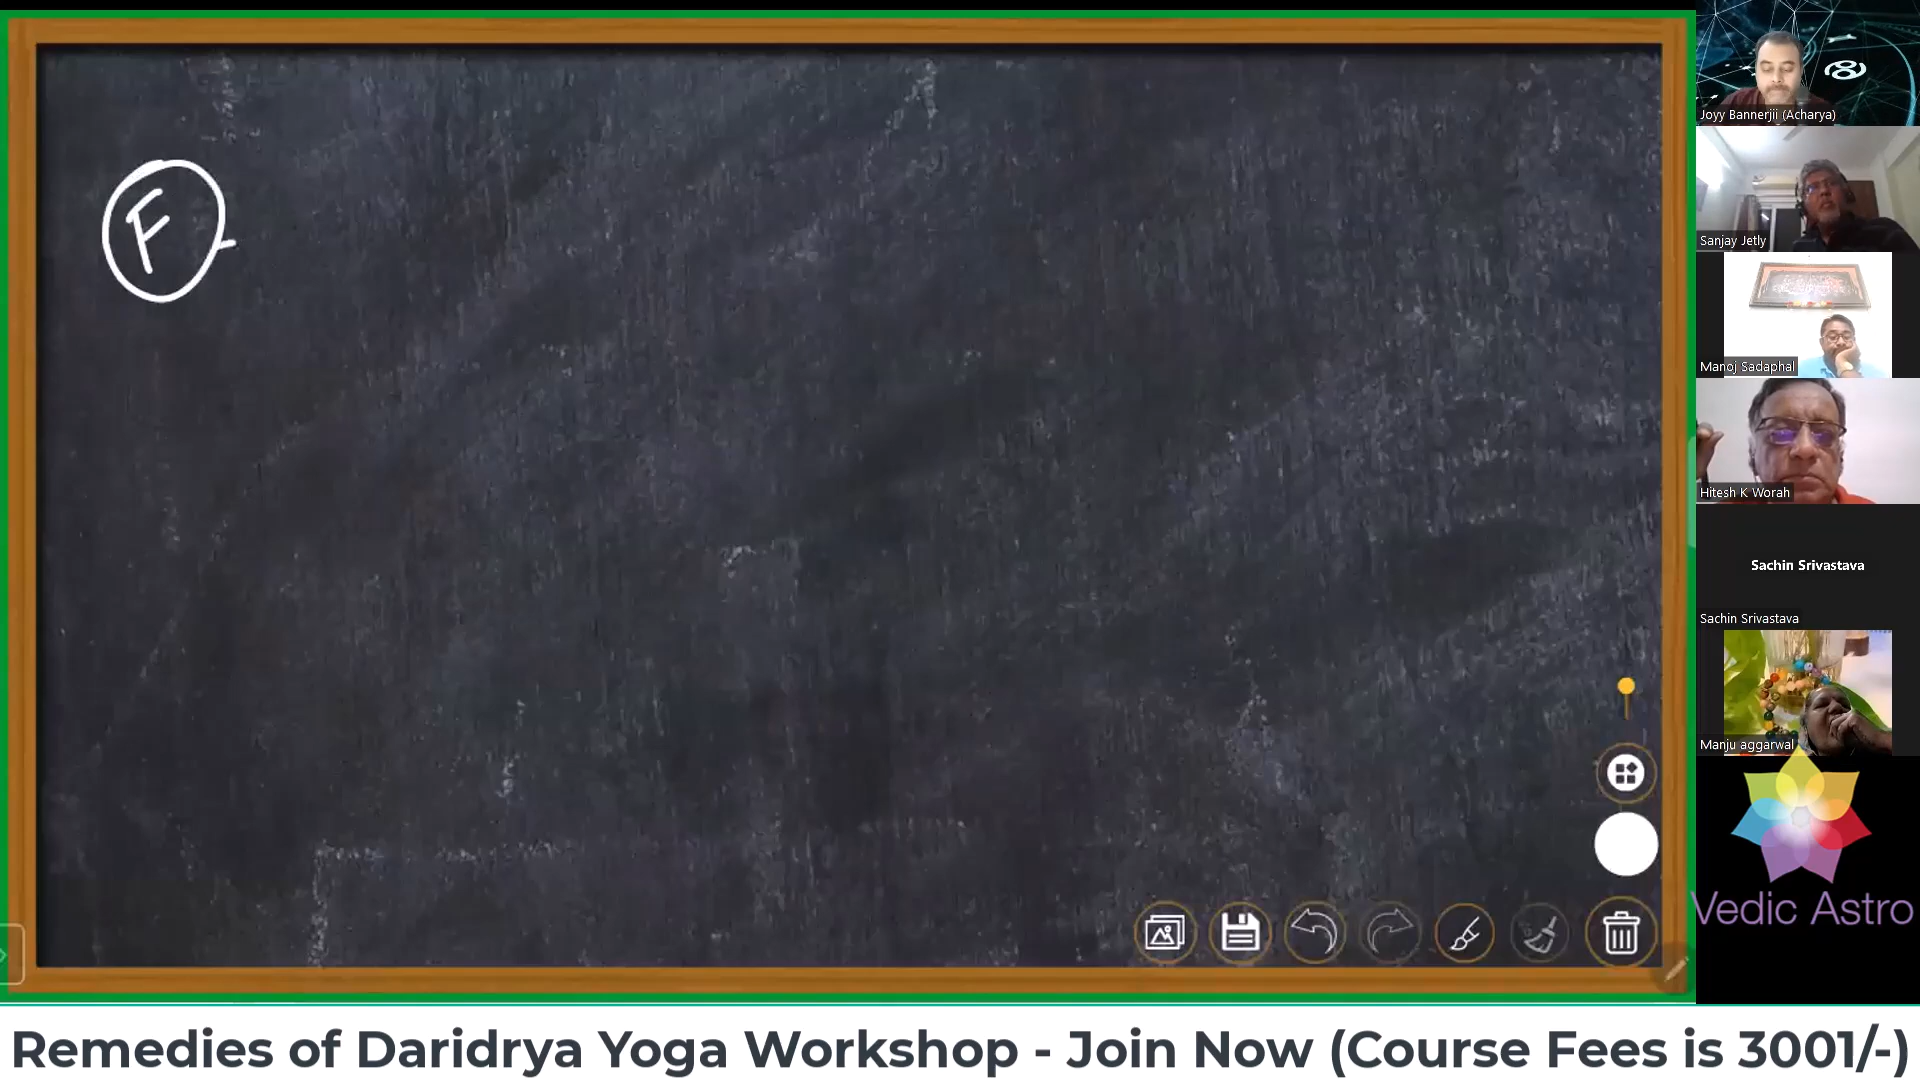 F
Joyy Bannerjii (Acharya)
Sanjay Jetly
Manoj Sadaphal
Hitesh K Worah
Sachin Srivastava
Sachin Srivastava
Manju aggarwal
Vedic Astro
Remedies of Daridrya Yoga Workshop - Join Now (Course Fees is 3001/-)